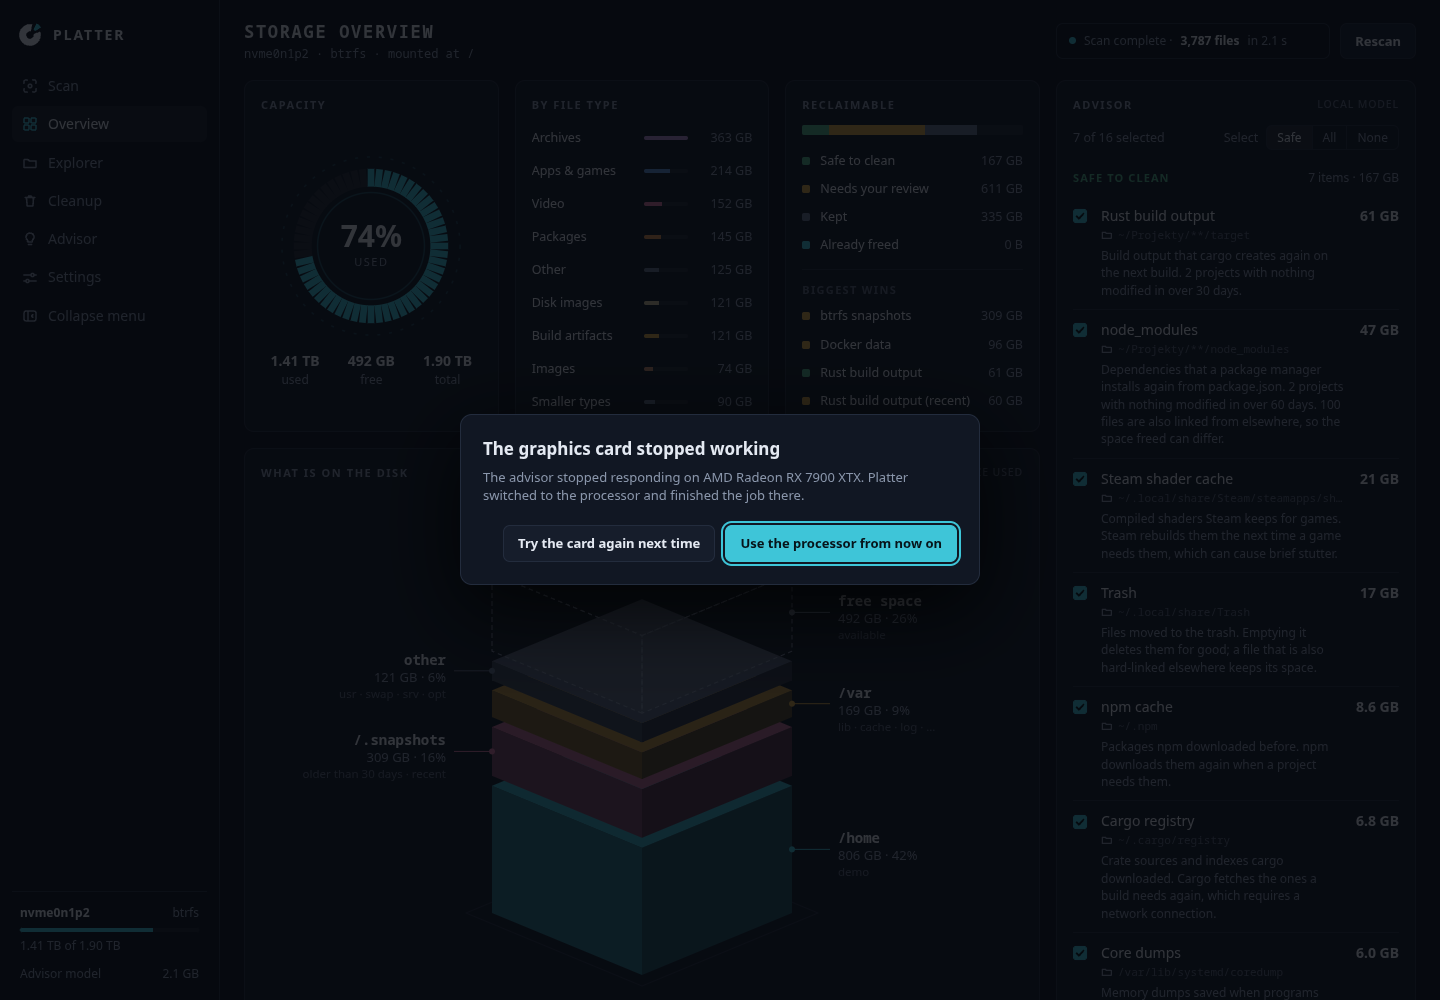 PLATTER
Scan
Overview
Explorer
Cleanup
Advisor
Settings
Collapse menu
nvme0n1p2 btrfs
1.41 TB of 1.90 TB
Advisor model 2.1 GB
STORAGE OVERVIEW
nvme0n1p2 · btrfs · mounted at /
Scan complete · 3,787 files in 2.1 s
Rescan
CAPACITY
74%
USED
1.41 TB 492 GB 1.90 TB
used free total
BY FILE TYPE
Archives 363 GB
Apps & games 214 GB
Video 152 GB
Packages 145 GB
Other 125 GB
Disk images 121 GB
Build artifacts 121 GB
Images 74 GB
Smaller types 90 GB
RECLAIMABLE
Safe to clean 167 GB
Needs your review 611 GB
Kept 335 GB
Already freed 0 B
BIGGEST WINS
btrfs snapshots 309 GB
Docker data 96 GB
Rust build output 61 GB
Rust build output (recent) 60 GB
The graphics card stopped working
The advisor stopped responding on AMD Radeon RX 7900 XTX. Platter
switched to the processor and finished the job there.
Try the card again next time
Use the processor from now on
WHAT IS ON THE DISK
USED
free space
492 GB · 26%
available
other
121 GB · 6%
usr · swap · srv · opt
/var
169 GB · 9%
lib · cache · log · …
/.snapshots
309 GB · 16%
older than 30 days · recent
/home
806 GB · 42%
demo
ADVISOR LOCAL MODEL
7 of 16 selected Select Safe All None
SAFE TO CLEAN 7 items · 167 GB
Rust build output 61 GB
~/Projekty/**/target
Build output that cargo creates again on
the next build. 2 projects with nothing
modified in over 30 days.
node_modules 47 GB
~/Projekty/**/node_modules
Dependencies that a package manager
installs again from package.json. 2 projects
with nothing modified in over 60 days. 100
files are also linked from elsewhere, so the
space freed can differ.
Steam shader cache 21 GB
~/.local/share/Steam/steamapps/sh…
Compiled shaders Steam keeps for games.
Steam rebuilds them the next time a game
needs them, which can cause brief stutter.
Trash 17 GB
~/.local/share/Trash
Files moved to the trash. Emptying it
deletes them for good; a file that is also
hard-linked elsewhere keeps its space.
npm cache 8.6 GB
~/.npm
Packages npm downloaded before. npm
downloads them again when a project
needs them.
Cargo registry 6.8 GB
~/.cargo/registry
Crate sources and indexes cargo
downloaded. Cargo fetches the ones a
build needs again, which requires a
network connection.
Core dumps 6.0 GB
/var/lib/systemd/coredump
Memory dumps saved when programs